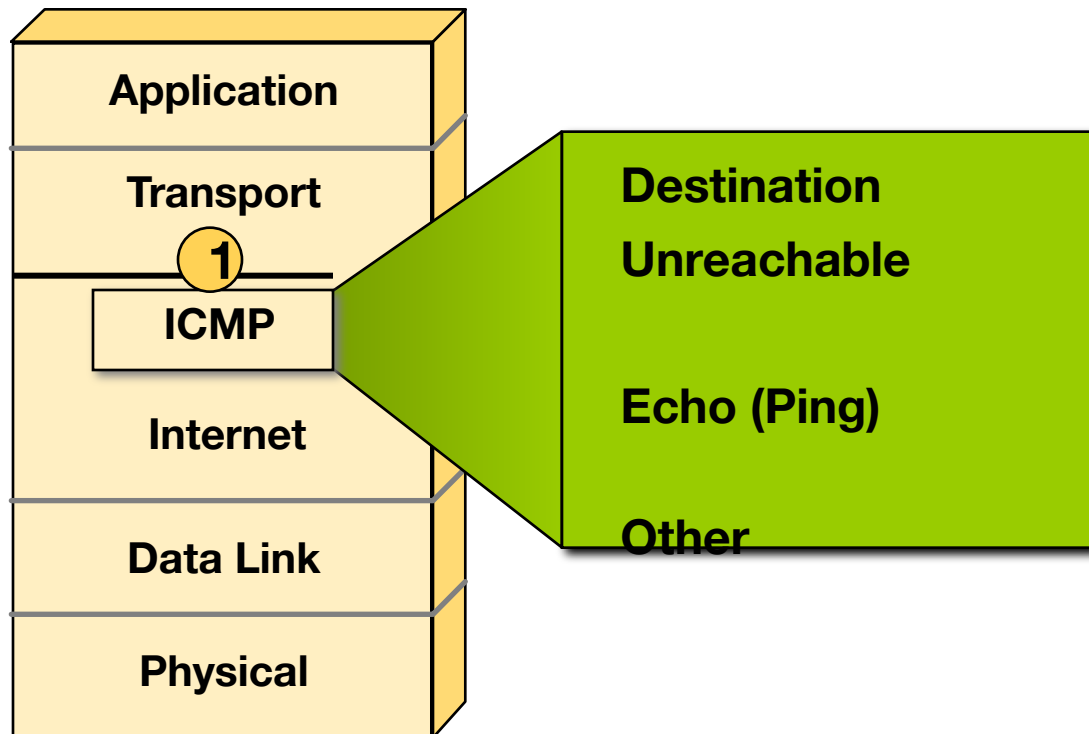 Application
Transport
1
ICMP
Internet
Data Link
Physical
Destination
Unreachable
Echo (Ping)
Other